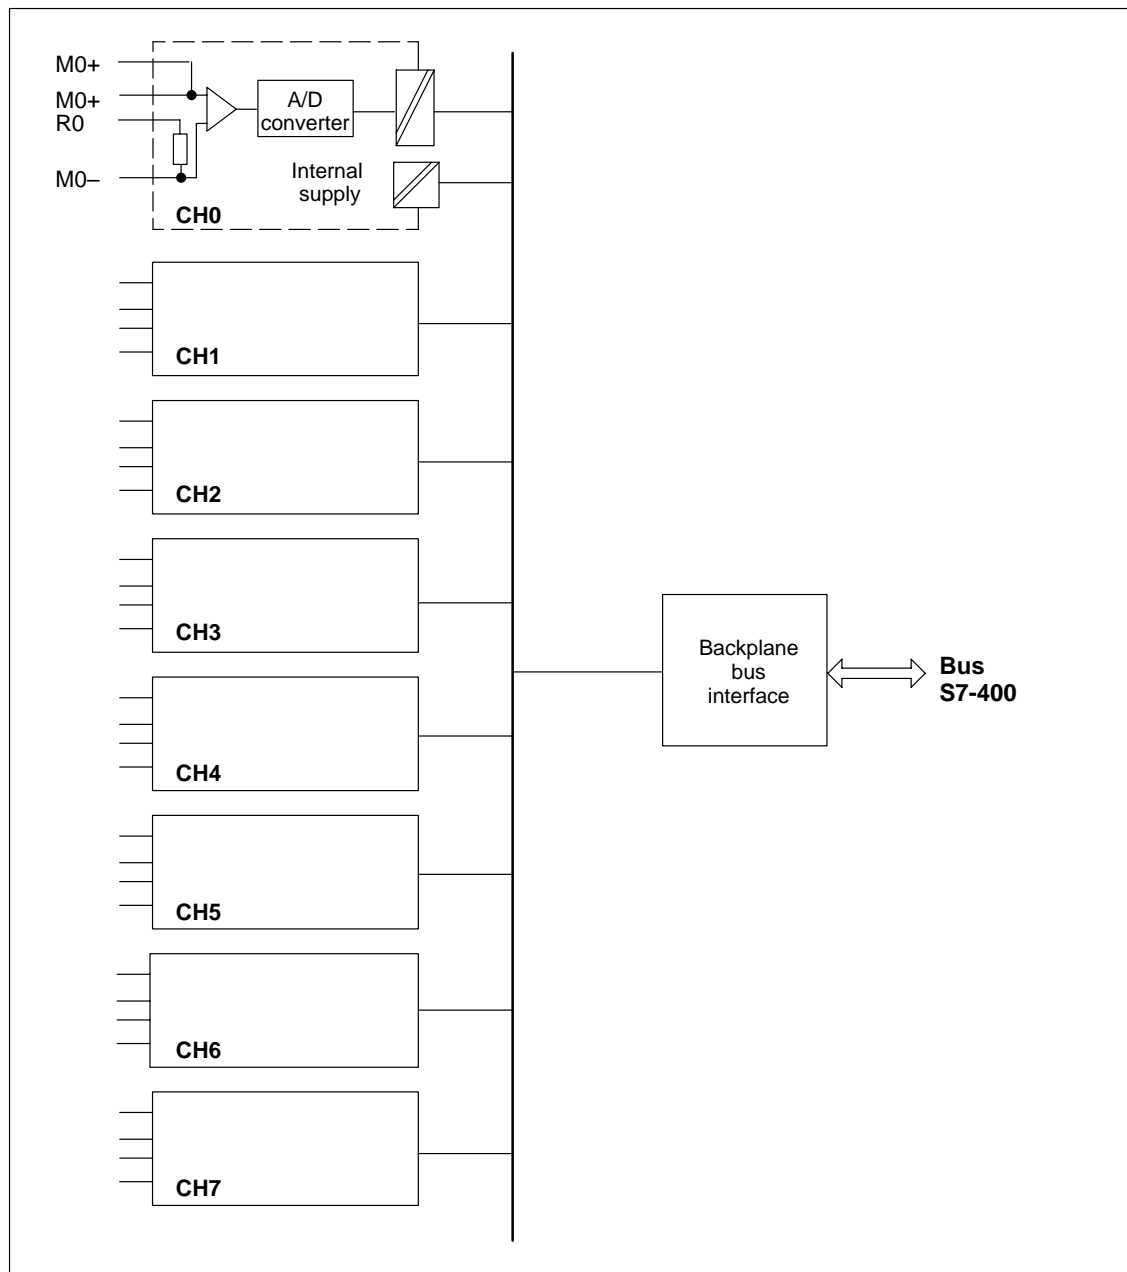 M0+
M0+
R0
M0–
A/D
converter
Internal
supply
CH0
CH1
CH2
CH3
CH4
CH5
CH6
CH7
Backplane
bus
interface
Bus
S7-400